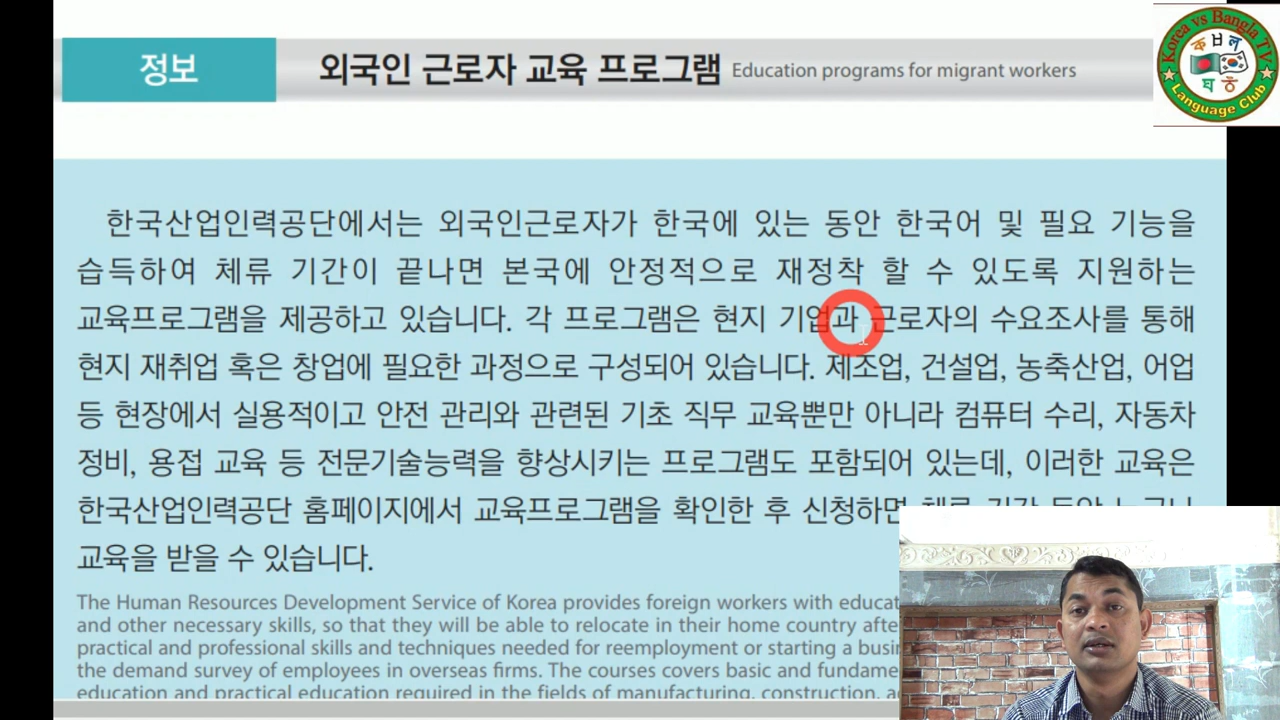 정보
외국인 근로자 교육 프로그램 Education programs for migrant workers
Korea vs Bangla TV
Language Club
한국산업인력공단에서는 외국인근로자가 한국에 있는 동안 한국어 및 필요 기능을
습득하여 체류 기간이 끝나면 본국에 안정적으로 재정착 할 수 있도록 지원하는
교육프로그램을 제공하고 있습니다. 각 프로그램은 현지 기업과 근로자의 수요조사를 통해
현지 재취업 혹은 창업에 필요한 과정으로 구성되어 있습니다. 제조업, 건설업, 농축산업, 어업
등 현장에서 실용적이고 안전 관리와 관련된 기초 직무 교육뿐만 아니라 컴퓨터 수리, 자동차
정비, 용접 교육 등 전문기술능력을 향상시키는 프로그램도 포함되어 있는데, 이러한 교육은
한국산업인력공단 홈페이지에서 교육프로그램을 확인한 후 신청하면
교육을 받을 수 있습니다.
The Human Resources Development Service of Korea provides foreign workers with
and other necessary skills, so that they will be able to relocate in their home country
practical and professional skills and techniques needed for reemployment or starting a
the demand survey of employees in overseas The courses covers basic and
education and practical education required in the fields of manufacturing, construction,